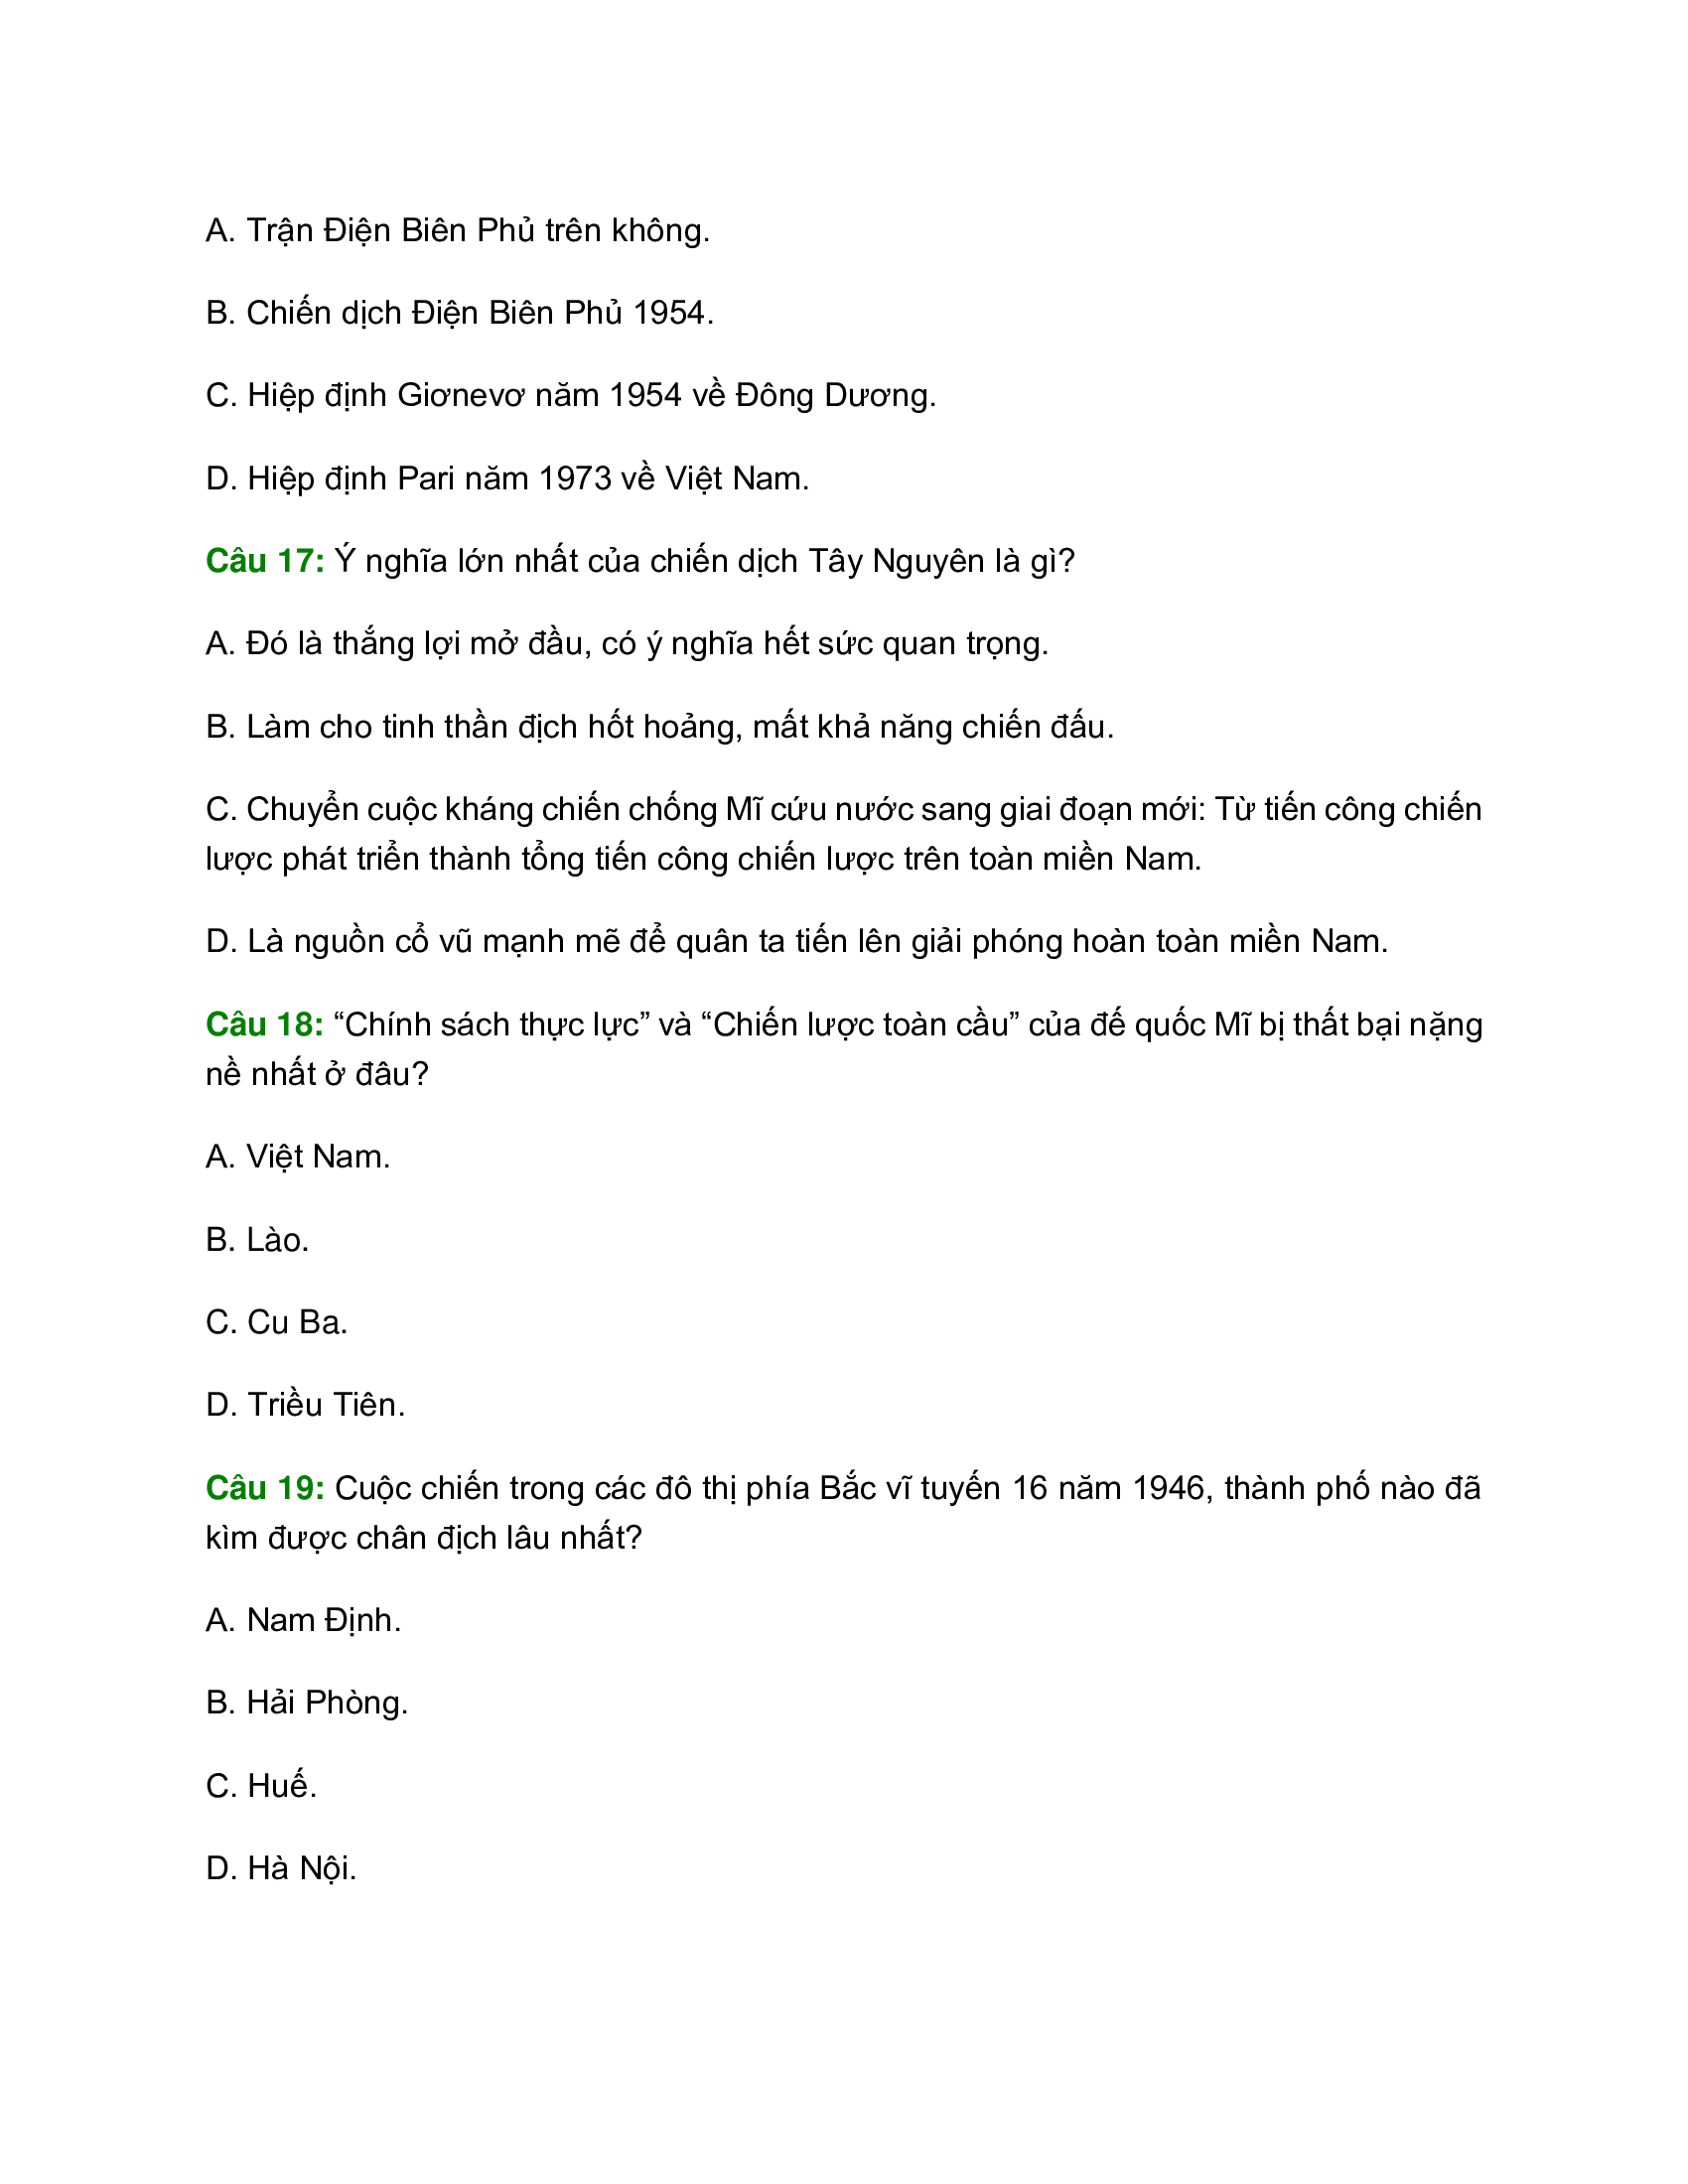 A. Trận Điện Biên Phủ trên không.
B. Chiến dịch Điện Biên Phủ 1954.
C. Hiệp định Giơnevơ năm 1954 về Đông Dương.
D. Hiệp định Pari năm 1973 về Việt Nam.
Câu 17: Ý nghĩa lớn nhất của chiến dịch Tây Nguyên là gì?
A. Đó là thắng lợi mở đầu, có ý nghĩa hết sức quan trọng.
B. Làm cho tinh thần địch hốt hoảng, mất khả năng chiến đấu.
C. Chuyển cuộc kháng chiến chống Mĩ cứu nước sang giai đoạn mới: Từ tiến công chiến
lược phát triển thành tổng tiến công chiến lược trên toàn miền Nam.
D. Là nguồn cổ vũ mạnh mẽ để quân ta tiến lên giải phóng hoàn toàn miền Nam.
Câu 18: “Chính sách thực lực” và “Chiến lược toàn cầu” của đế quốc Mĩ bị thất bại nặng
nề nhất ở đâu?
A. Việt Nam.
B. Lào.
C. Cu Ba.
D. Triều Tiên.
Câu 19: Cuộc chiến trong các đô thị phía Bắc vĩ tuyến 16 năm 1946, thành phố nào đã
kìm được chân địch lâu nhất?
A. Nam Định.
B. Hải Phòng.
C. Huế.
D. Hà Nội.